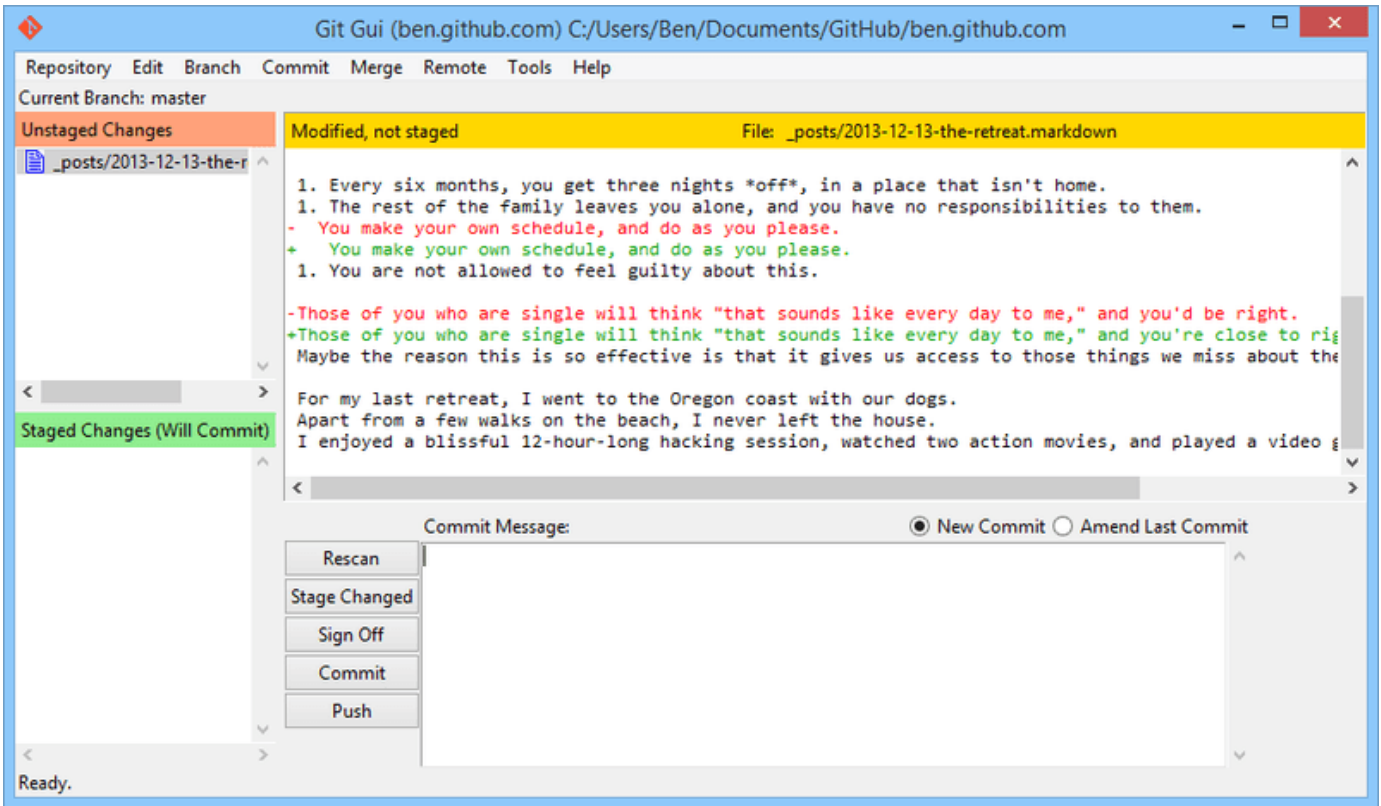 Git Gui (ben.github.com) C:/Users/Ben/Documents/GitHub/ben.github.com
Repository Edit Branch Commit Merge Remote Tools Help
Current Branch: master
Unstaged Changes
_posts/2013-12-13-the-r
Staged Changes (Will Commit)
Modified, not staged File: _posts/2013-12-13-the-retreat.markdown
1. Every six months, you get three nights *off*, in a place that isn't home.
1. The rest of the family leaves you alone, and you have no responsibilities to them.
-  You make your own schedule, and do as you please.
+   You make your own schedule, and do as you please.
1. You are not allowed to feel guilty about this.
-Those of you who are single will think "that sounds like every day to me," and you'd be right.
+Those of you who are single will think "that sounds like every day to me," and you're close to rig
Maybe the reason this is so effective is that it gives us access to those things we miss about the
For my last retreat, I went to the Oregon coast with our dogs.
Apart from a few walks on the beach, I never left the house.
I enjoyed a blissful 12-hour-long hacking session, watched two action movies, and played a video g
Commit Message: New Commit Amend Last Commit
Rescan
Stage Changed
Sign Off
Commit
Push
Ready.